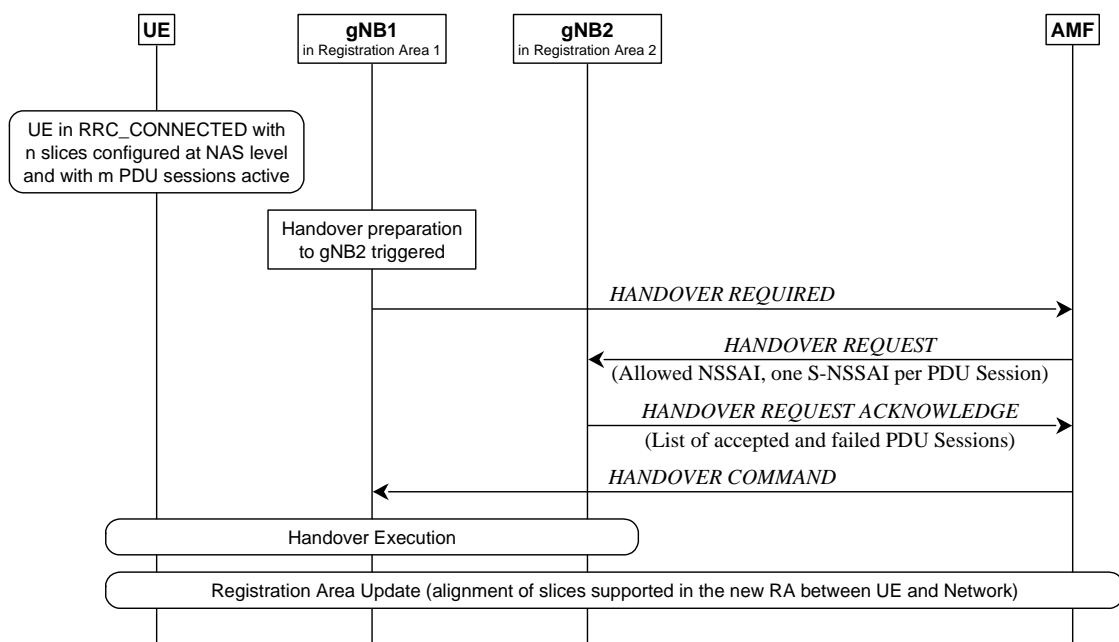 UE
gNB1
in Registration Area 1
gNB2
in Registration Area 2
AMF
UE in RRC_CONNECTED with
n slices configured at NAS level
and with m PDU sessions active
Handover preparation
to gNB2 triggered
HANDOVER REQUIRED
HANDOVER REQUEST
(Allowed NSSAI, one S-NSSAI per PDU Session)
HANDOVER REQUEST ACKNOWLEDGE
(List of accepted and failed PDU Sessions)
HANDOVER COMMAND
Handover Execution
Registration Area Update (alignment of slices supported in the new RA between UE and Network)